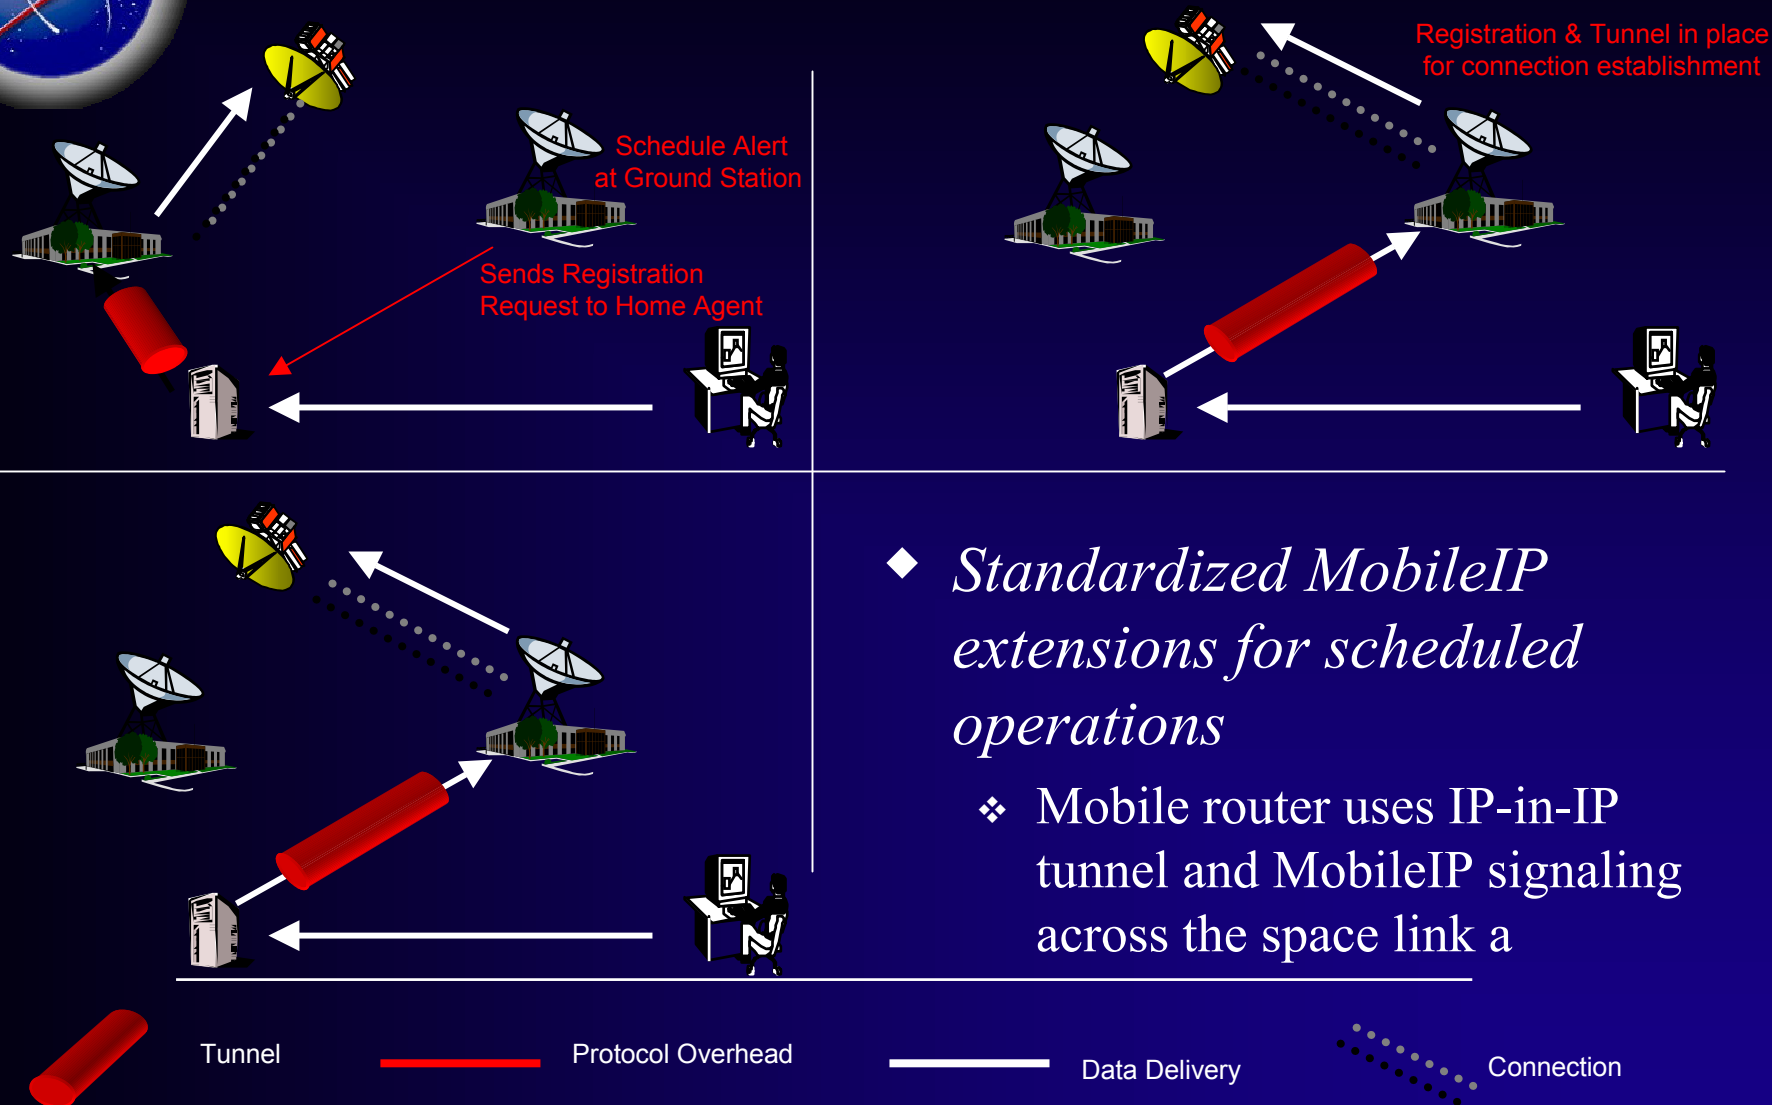 Registration & Tunnel in place
for connection establishment
Schedule Alert
at Ground Station
Sends Registration
Request to Home Agent
Standardized MobileIP
extensions for scheduled
operations
Mobile router uses IP-in-IP
tunnel and MobileIP signaling
across the space link a
Tunnel
Protocol Overhead
Data Delivery
Connection